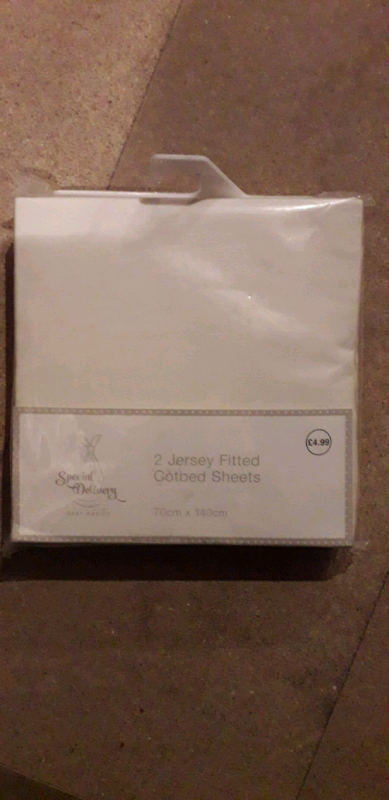 £4.99
2 Jersey Fitted
Cotbed Sheets
Special
Delivery
70cm x 140cm